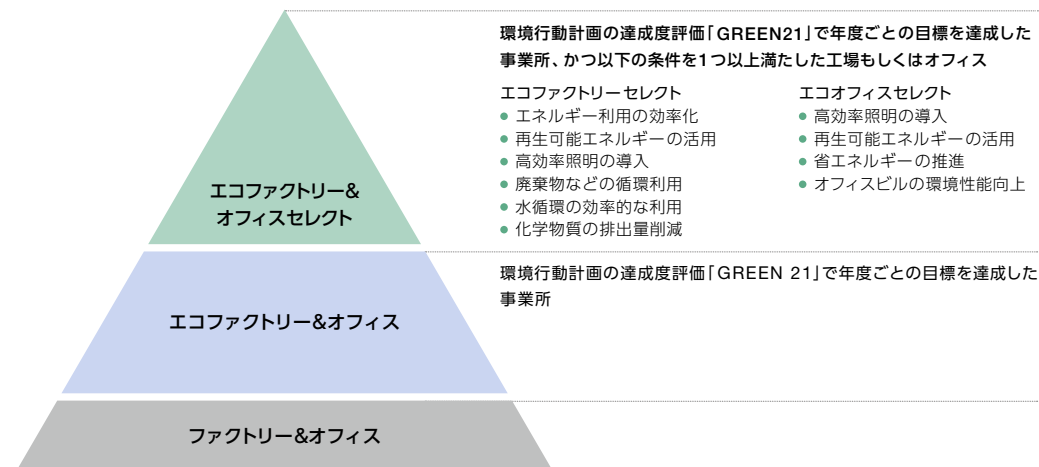 環境行動計画の達成度評価「GREEN21」で年度ごとの目標を達成した
事業所、かつ以下の条件を1つ以上満たした工場もしくはオフィス
エコファクトリーセレクト
● エネルギー利用の効率化
● 再生可能エネルギーの活用
● 高効率照明の導入
● 廃棄物などの循環利用
● 水循環の効率的な利用
● 化学物質の排出量削減
エコオフィスセレクト
● 高効率照明の導入
● 再生可能エネルギーの活用
● 省エネルギーの推進
● オフィスビルの環境性能向上
エコファクトリー&
オフィスセレクト
環境行動計画の達成度評価「GREEN 21」で年度ごとの目標を達成した
事業所
エコファクトリー&オフィス
ファクトリー&オフィス